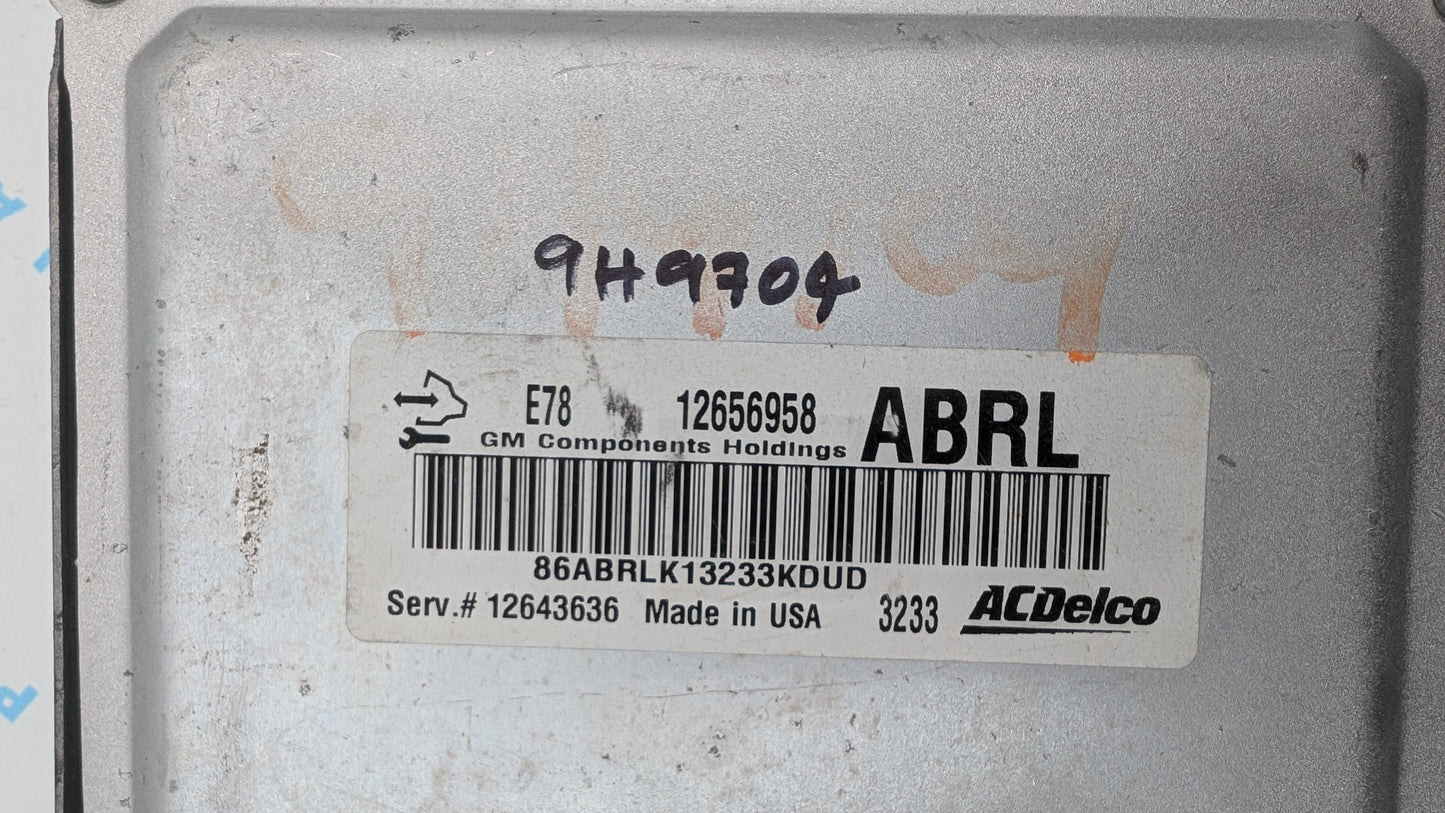 9H9704
E78 12656958 ABRL
GM Components Holdings
86ABRLK13233KDUD
Serv.# 12643636 Made in USA 3233 ACDelco